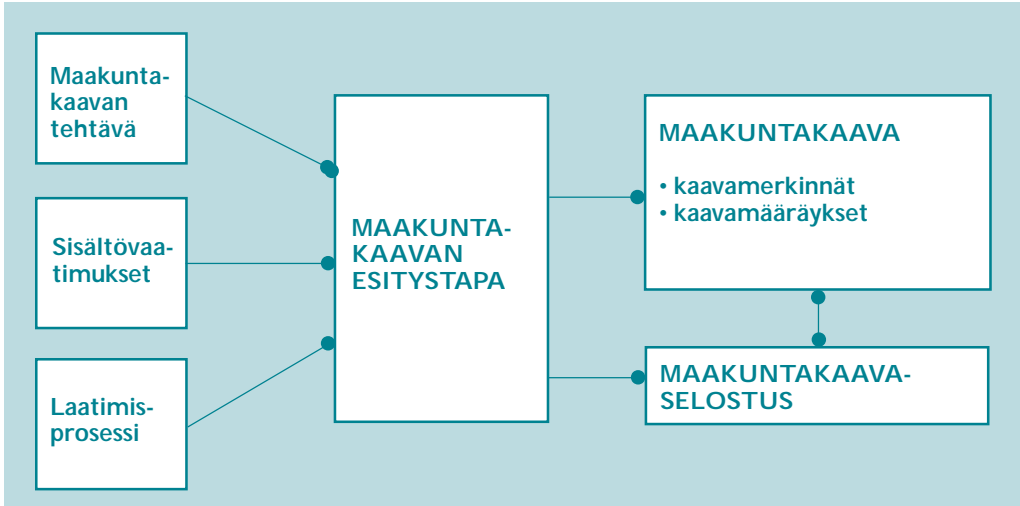 Maakunta-
kaavan
tehtävä
Sisältövaa-
timukset
Laatimis-
prosessi
MAAKUNTA-
KAAVAN
ESITYSTAPA
MAAKUNTAKAAVA
• kaavamerkinnät
• kaavamääräykset
MAAKUNTAKAAVA-
SELOSTUS